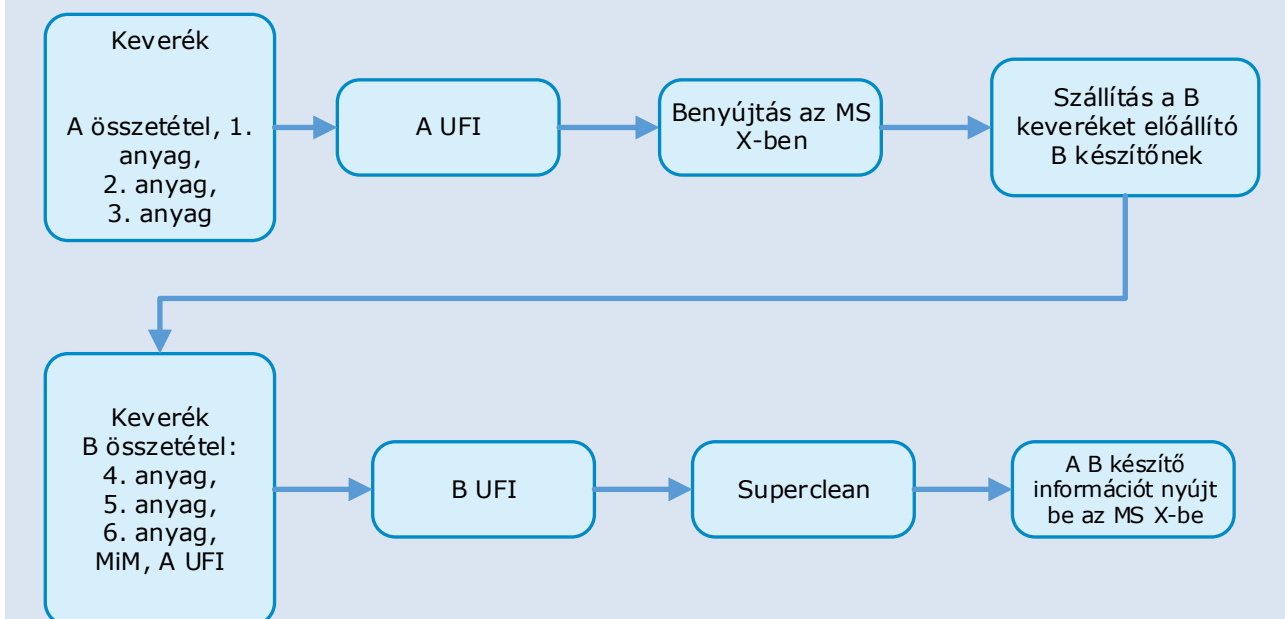 Keverék
A összetétel, 1.
anyag,
2. anyag,
3. anyag
A UFI
Benyújtás az MS
X-ben
Szállítás a B
keveréket előállító
B készítőnek
Keverék
B összetétel:
4. anyag,
5. anyag,
6. anyag,
MiM, A UFI
B UFI
Superclean
A B készítő
információt nyújt
be az MS X-be